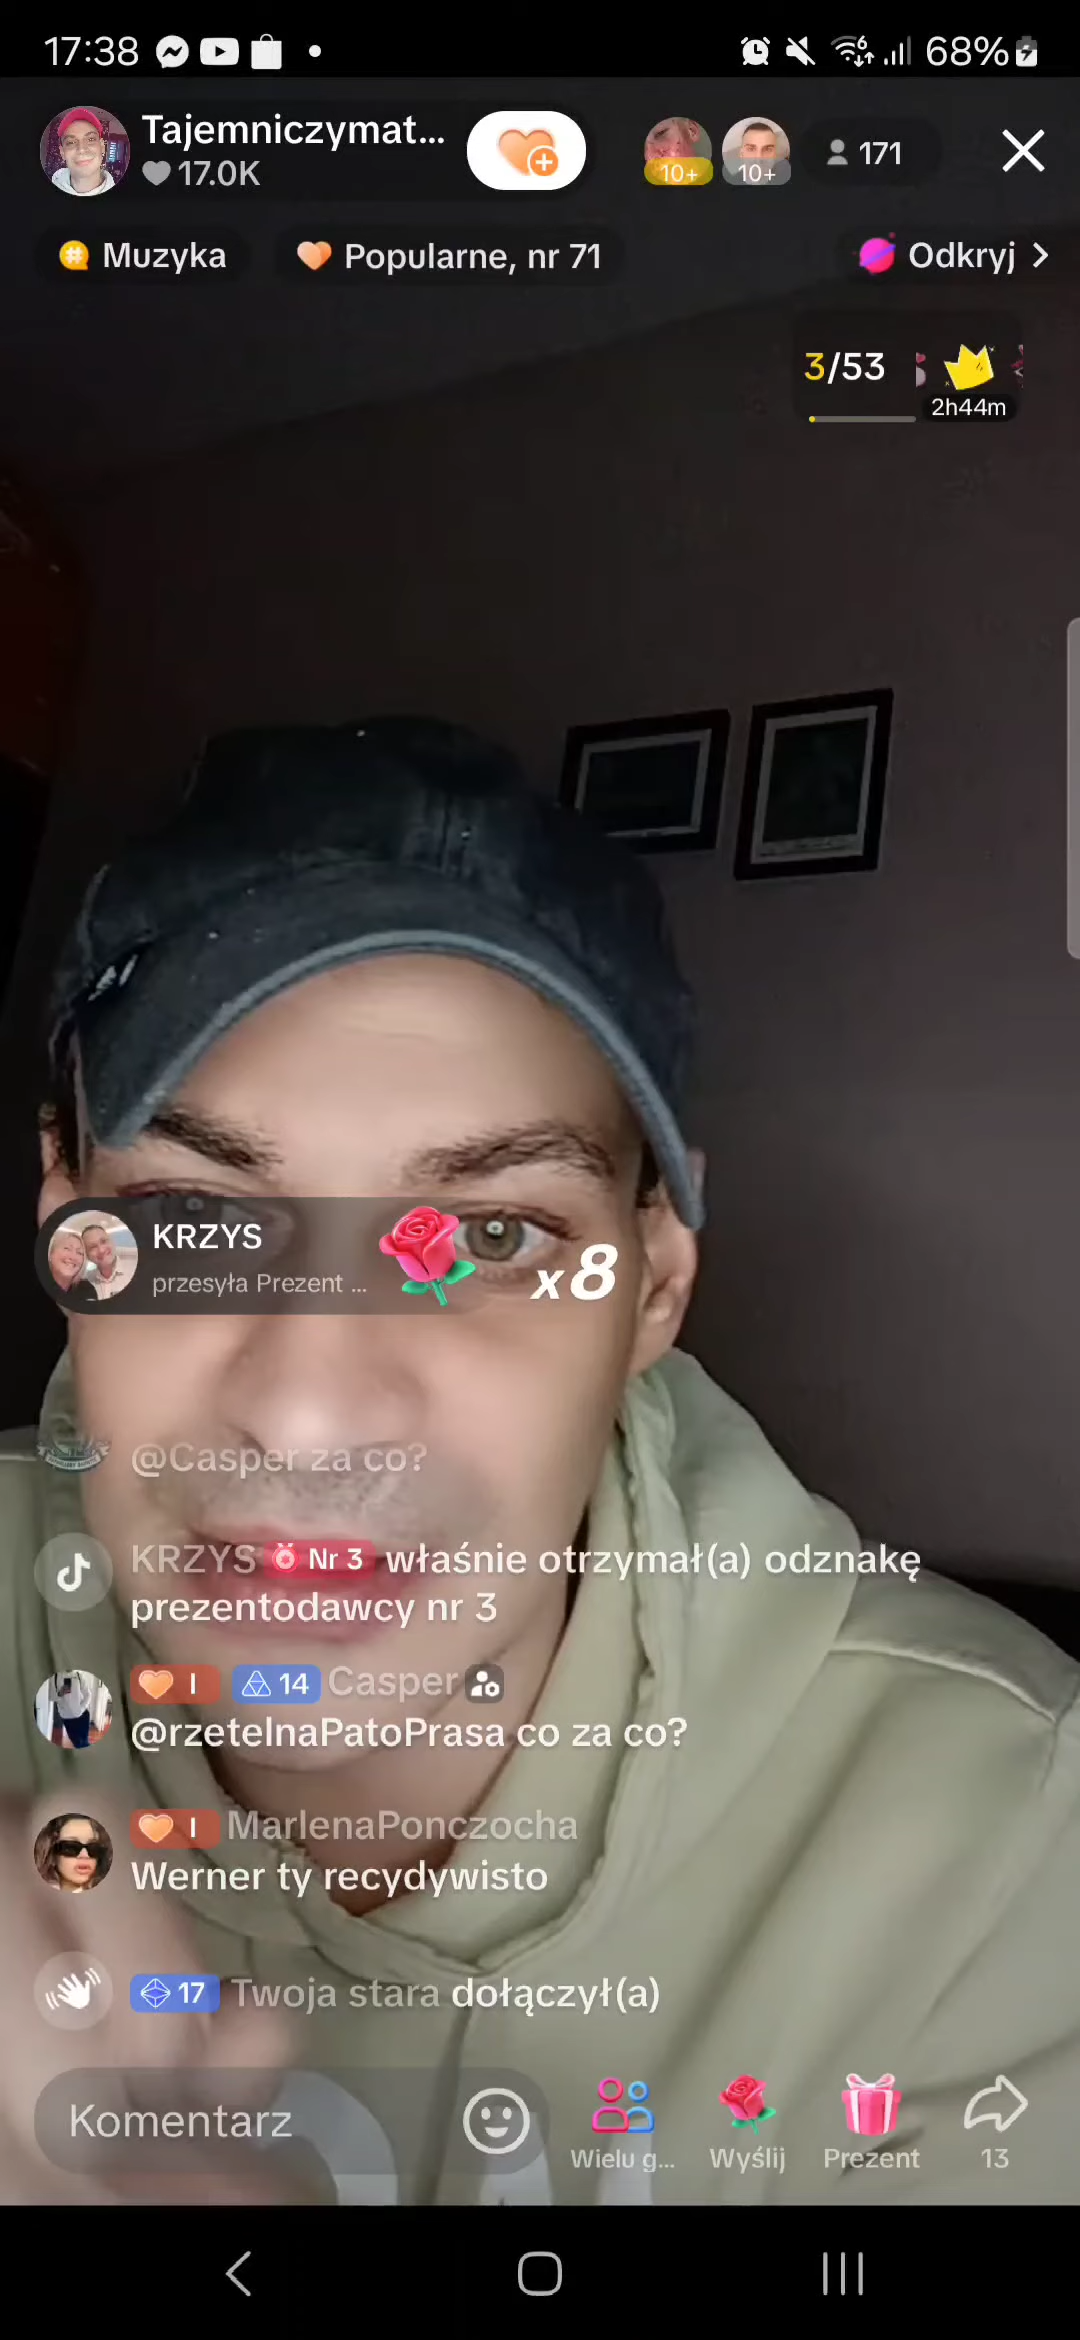 17:38
68%
Tajemniczymat...
17.0K
10+
10+
171
Muzyka
Popularne, nr 71
Odkryj
3/53
2h44m
KRZYS
przesyła Prezent ...
x8
@Casper za co?
KRZYS Nr 3 właśnie otrzymał(a) odznakę
prezentodawcy nr 3
I 14 Casper
@rzetelnaPatoPrasa co za co?
I MarlenaPonczocha
Werner ty recydywisto
17 Twoja stara dołączył(a)
Komentarz
Wielu g...
Wyślij
Prezent
13